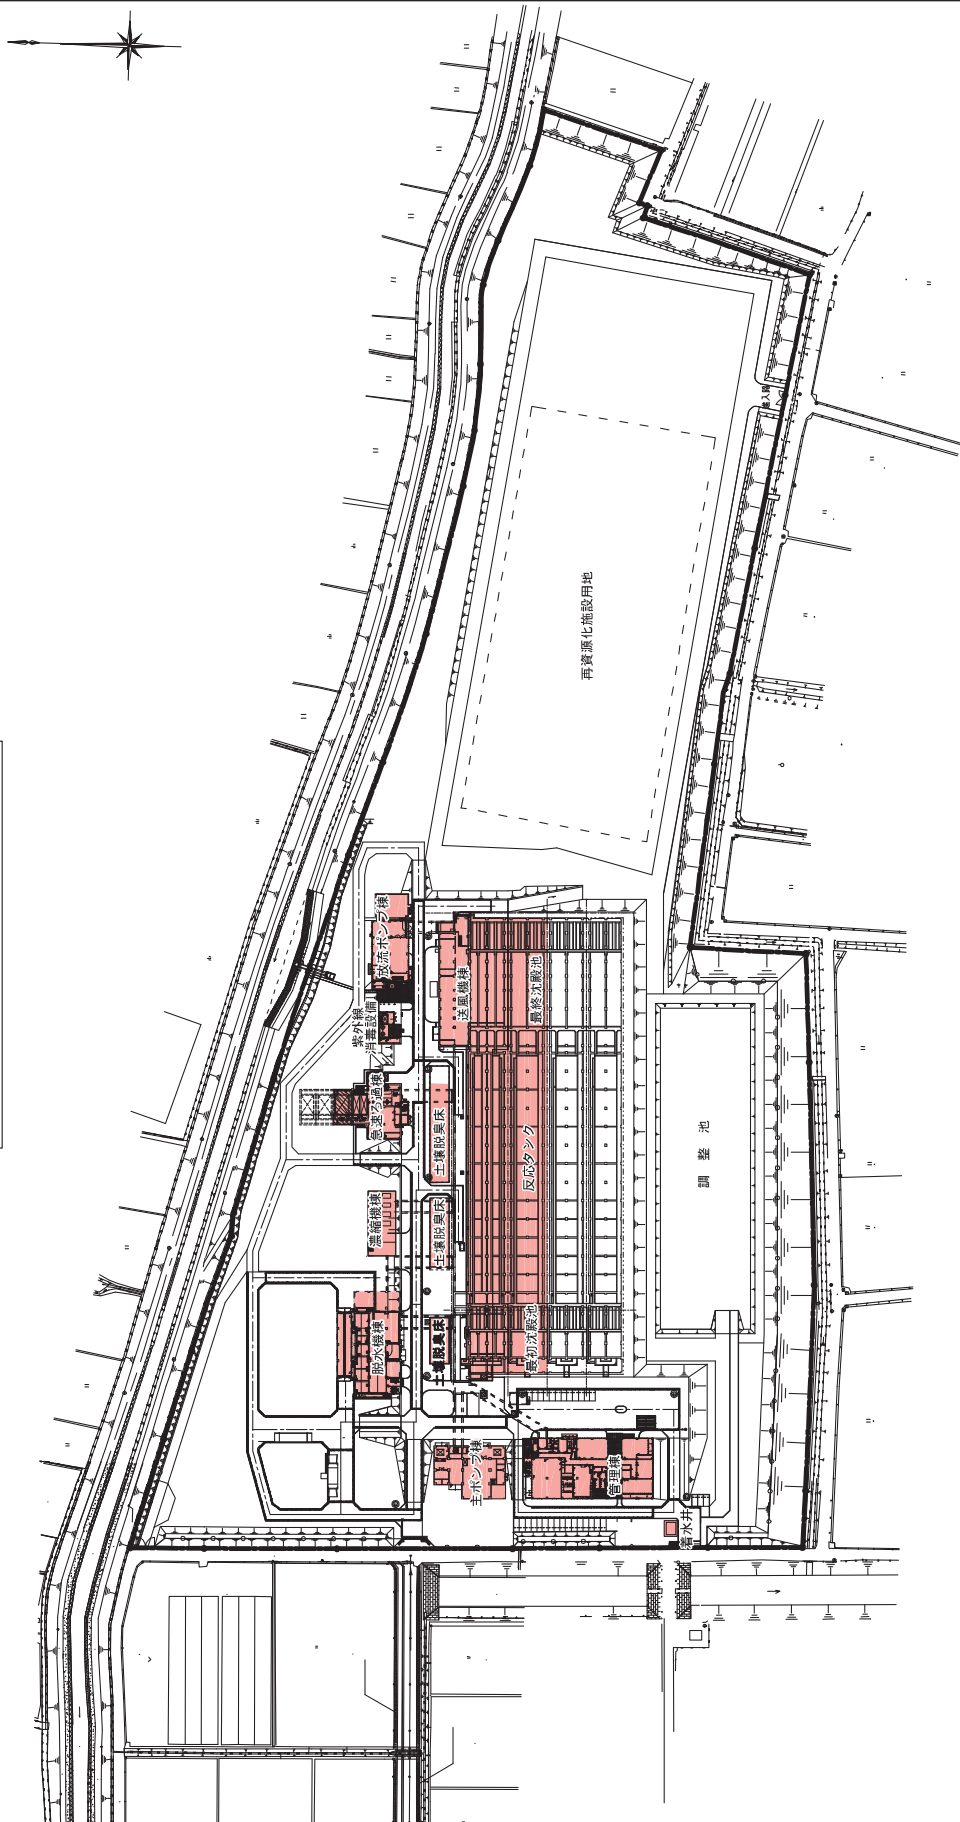 再資源化施設用地
進入路
放流ポンプ棟
紫外線
消毒設備
送風機棟
最終沈殿池
急速ろ過棟
土壌脱臭床
反応タンク
調整池
濃縮機棟
土壌脱臭床
脱水機棟
土壌脱臭床
最初沈殿池
主ポンプ棟
管理棟
着水井